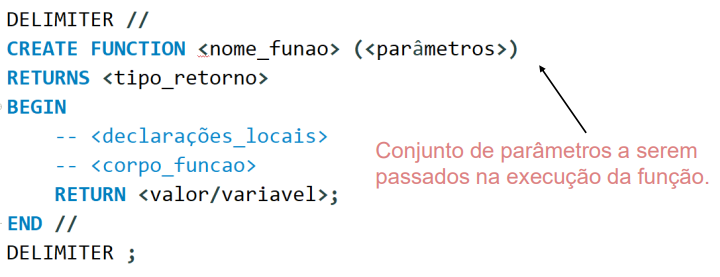 DELIMITER //
CREATE FUNCTION <nome_funao> (<parâmetros>)
RETURNS <tipo_retorno>
BEGIN
-- <declarações_locais>
-- <corpo_funcao>
RETURN <valor/variavel>;
END //
DELIMITER ;
Conjunto de parâmetros a serem
passados na execução da função.